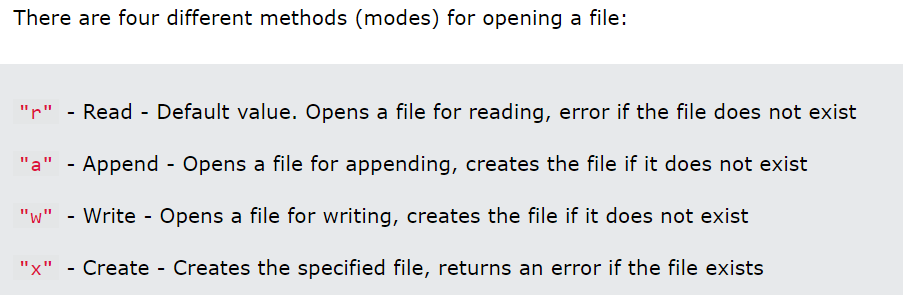 There are four different methods (modes) for opening a file:
"r" - Read - Default value. Opens a file for reading, error if the file does not exist
"a" - Append - Opens a file for appending, creates the file if it does not exist
"w" - Write - Opens a file for writing, creates the file if it does not exist
"x" - Create - Creates the specified file, returns an error if the file exists